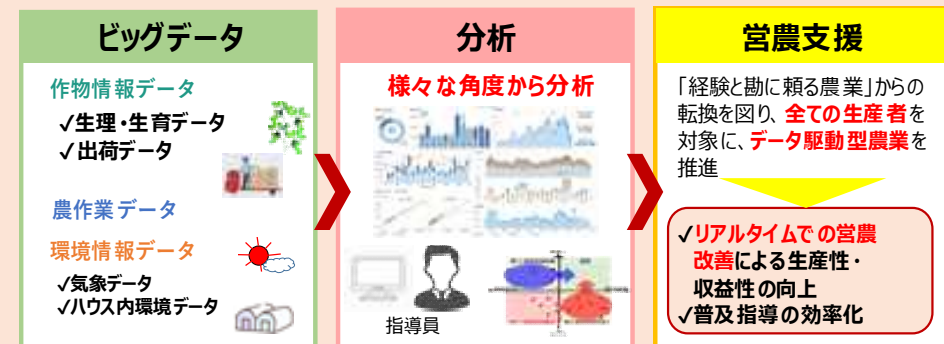 ビッグデータ
作物情報データ
✓生理・生育データ
✓出荷データ
農作業データ
環境情報データ
✓気象データ
✓ハウス内環境データ
分析
様々な角度から分析
指導員
営農支援
「経験と勘に頼る農業」からの
転換を図り、全ての生産者を
対象に、データ駆動型農業を
推進
✓リアルタイムでの営農
改善による生産性・
収益性の向上
✓普及指導の効率化